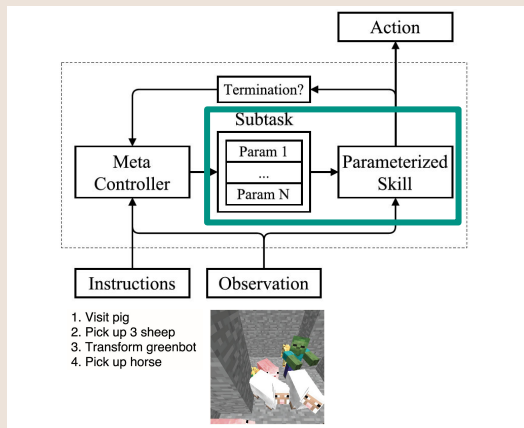 Action
Termination?
Subtask
Meta
Controller
Param 1
...
Param N
Parameterized
Skill
Instructions
Observation
1. Visit pig
2. Pick up 3 sheep
3. Transform greenbot
4. Pick up horse